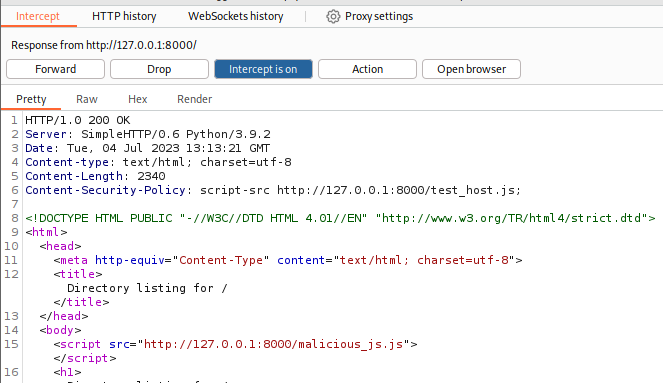 Intercept HTTP history WebSockets history Proxy settings
Response from http://127.0.0.1:8000/
Forward Drop Intercept is on Action Open browser
Pretty Raw Hex Render
1 HTTP/1.0 200 OK
2 Server: SimpleHTTP/0.6 Python/3.9.2
3 Date: Tue, 04 Jul 2023 13:13:21 GMT
4 Content-type: text/html; charset=utf-8
5 Content-Length: 2340
6 Content-Security-Policy: script-src http://127.0.0.1:8000/test_host.js;
7
8 <!DOCTYPE HTML PUBLIC "-//W3C//DTD HTML 4.01//EN" "http://www.w3.org/TR/html4/strict.dtd">
9 <html>
10 <head>
11 <meta http-equiv="Content-Type" content="text/html; charset=utf-8">
12 <title>
Directory listing for /
</title>
13 </head>
14 <body>
15 <script src="http://127.0.0.1:8000/malicious_js.js">
</script>
16 <h1>